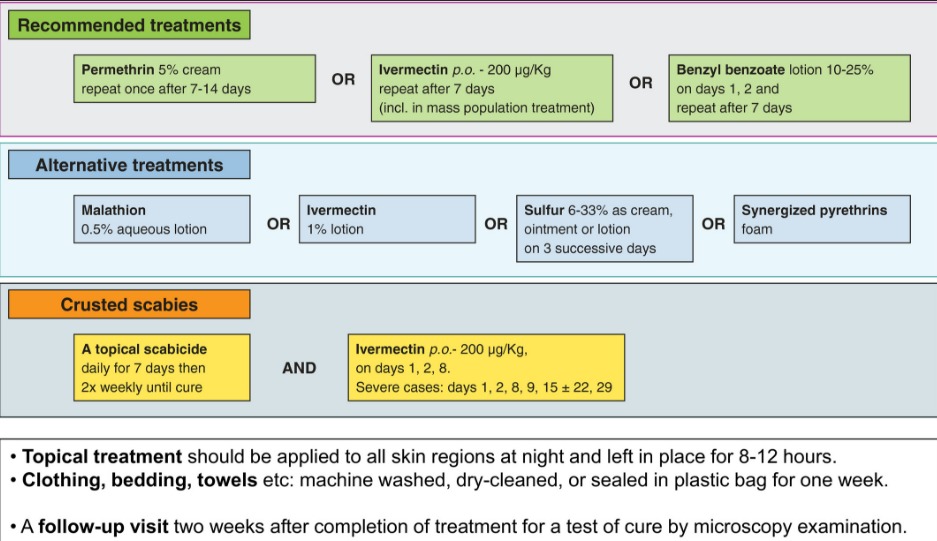 Recommended treatments
Permethrin 5% cream
repeat once after 7-14 days
OR
Ivermectin p.o. - 200 µg/Kg
repeat after 7 days
(incl. in mass population treatment)
OR
Benzyl benzoate lotion 10-25%
on days 1, 2 and
repeat after 7 days
Alternative treatments
Malathion
0.5% aqueous lotion
OR
Ivermectin
1% lotion
OR
Sulfur 6-33% as cream,
ointment or lotion
on 3 successive days
OR
Synergized pyrethrins
foam
Crusted scabies
A topical scabicide
daily for 7 days then
2x weekly until cure
AND
Ivermectin p.o.- 200 µg/Kg,
on days 1, 2, 8.
Severe cases: days 1, 2, 8, 9, 15 ± 22, 29
• Topical treatment should be applied to all skin regions at night and left in place for 8-12 hours.
• Clothing, bedding, towels etc: machine washed, dry-cleaned, or sealed in plastic bag for one week.
• A follow-up visit two weeks after completion of treatment for a test of cure by microscopy examination.